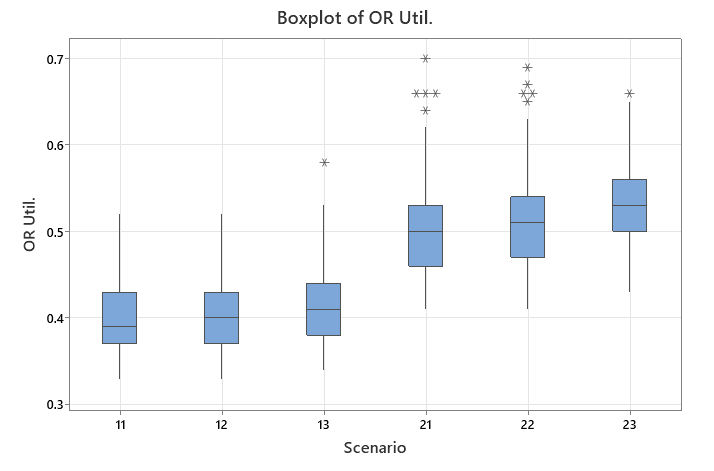 Boxplot of OR Util.
0.7
0.6
0.5
0.4
0.3
OR Util.
11 12 13 21 22 23
Scenario